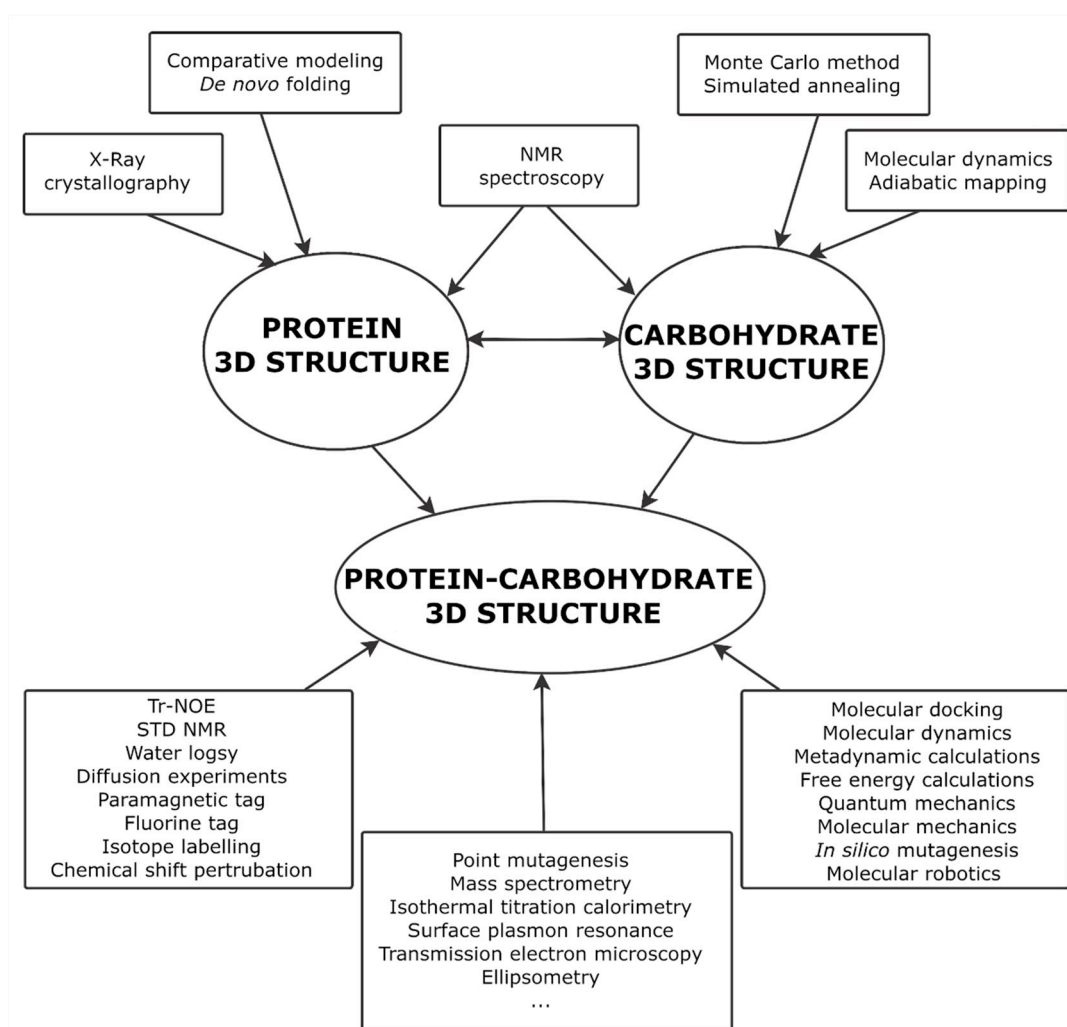 Comparative modeling
De novo folding
Monte Carlo method
Simulated annealing
X-Ray
crystallography
NMR
spectroscopy
Molecular dynamics
Adiabatic mapping
PROTEIN
3D STRUCTURE
CARBOHYDRATE
3D STRUCTURE
PROTEIN-CARBOHYDRATE
3D STRUCTURE
Tr-NOE
STD NMR
Water logsy
Diffusion experiments
Paramagnetic tag
Fluorine tag
Isotope labelling
Chemical shift pertrubation
Point mutagenesis
Mass spectrometry
Isothermal titration calorimetry
Surface plasmon resonance
Transmission electron microscopy
Ellipsometry
...
Molecular docking
Molecular dynamics
Metadynamic calculations
Free energy calculations
Quantum mechanics
Molecular mechanics
In silico mutagenesis
Molecular robotics